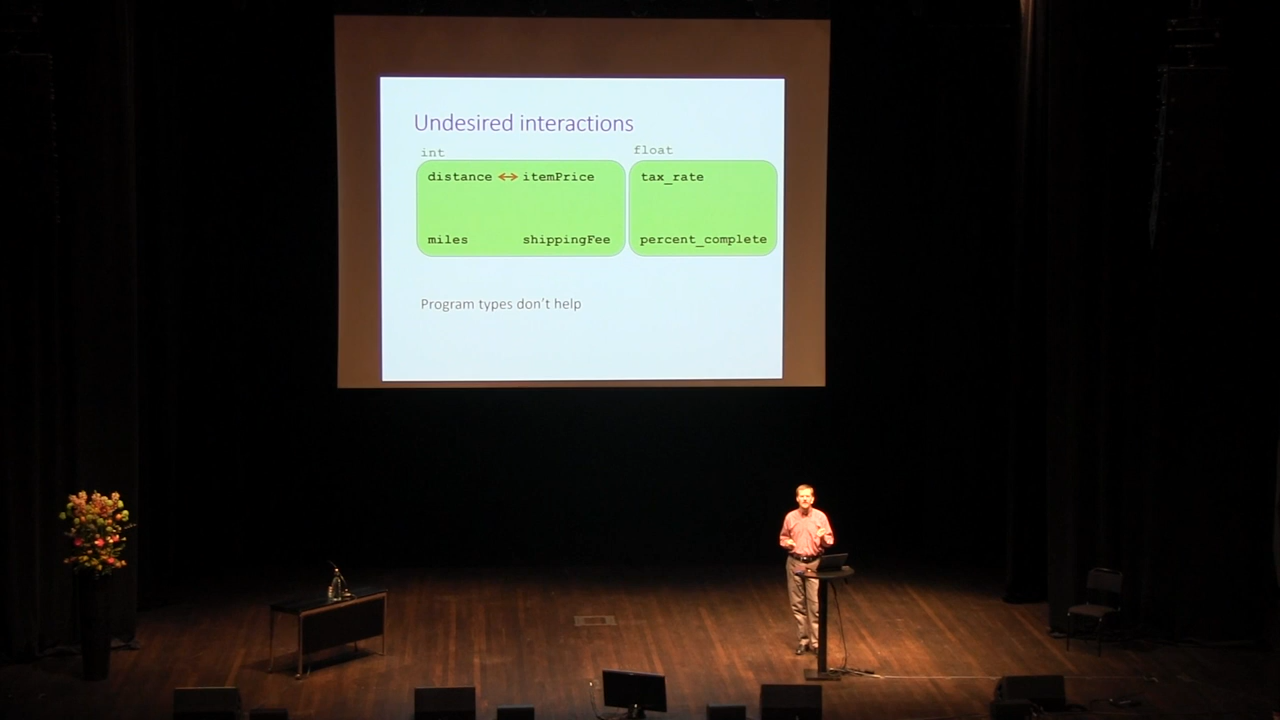 Undesired interactions
int float
distance ↔ itemPrice tax_rate
miles shippingFee percent_complete
Program types don't help